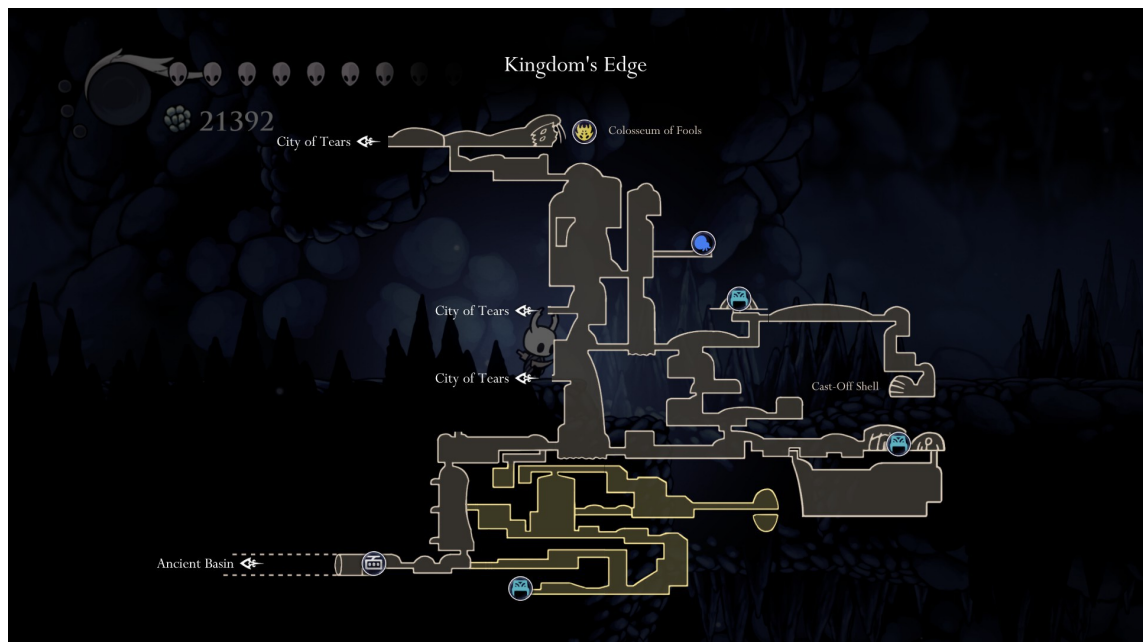 Kingdom's Edge
21392
City of Tears
Colosseum of Fools
City of Tears
City of Tears
Cast-Off Shell
Ancient Basin